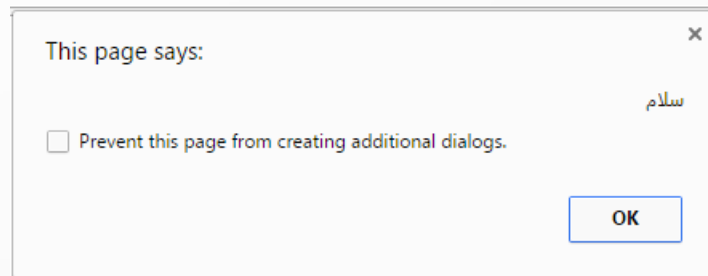 This page says:
سلام
Prevent this page from creating additional dialogs.
OK